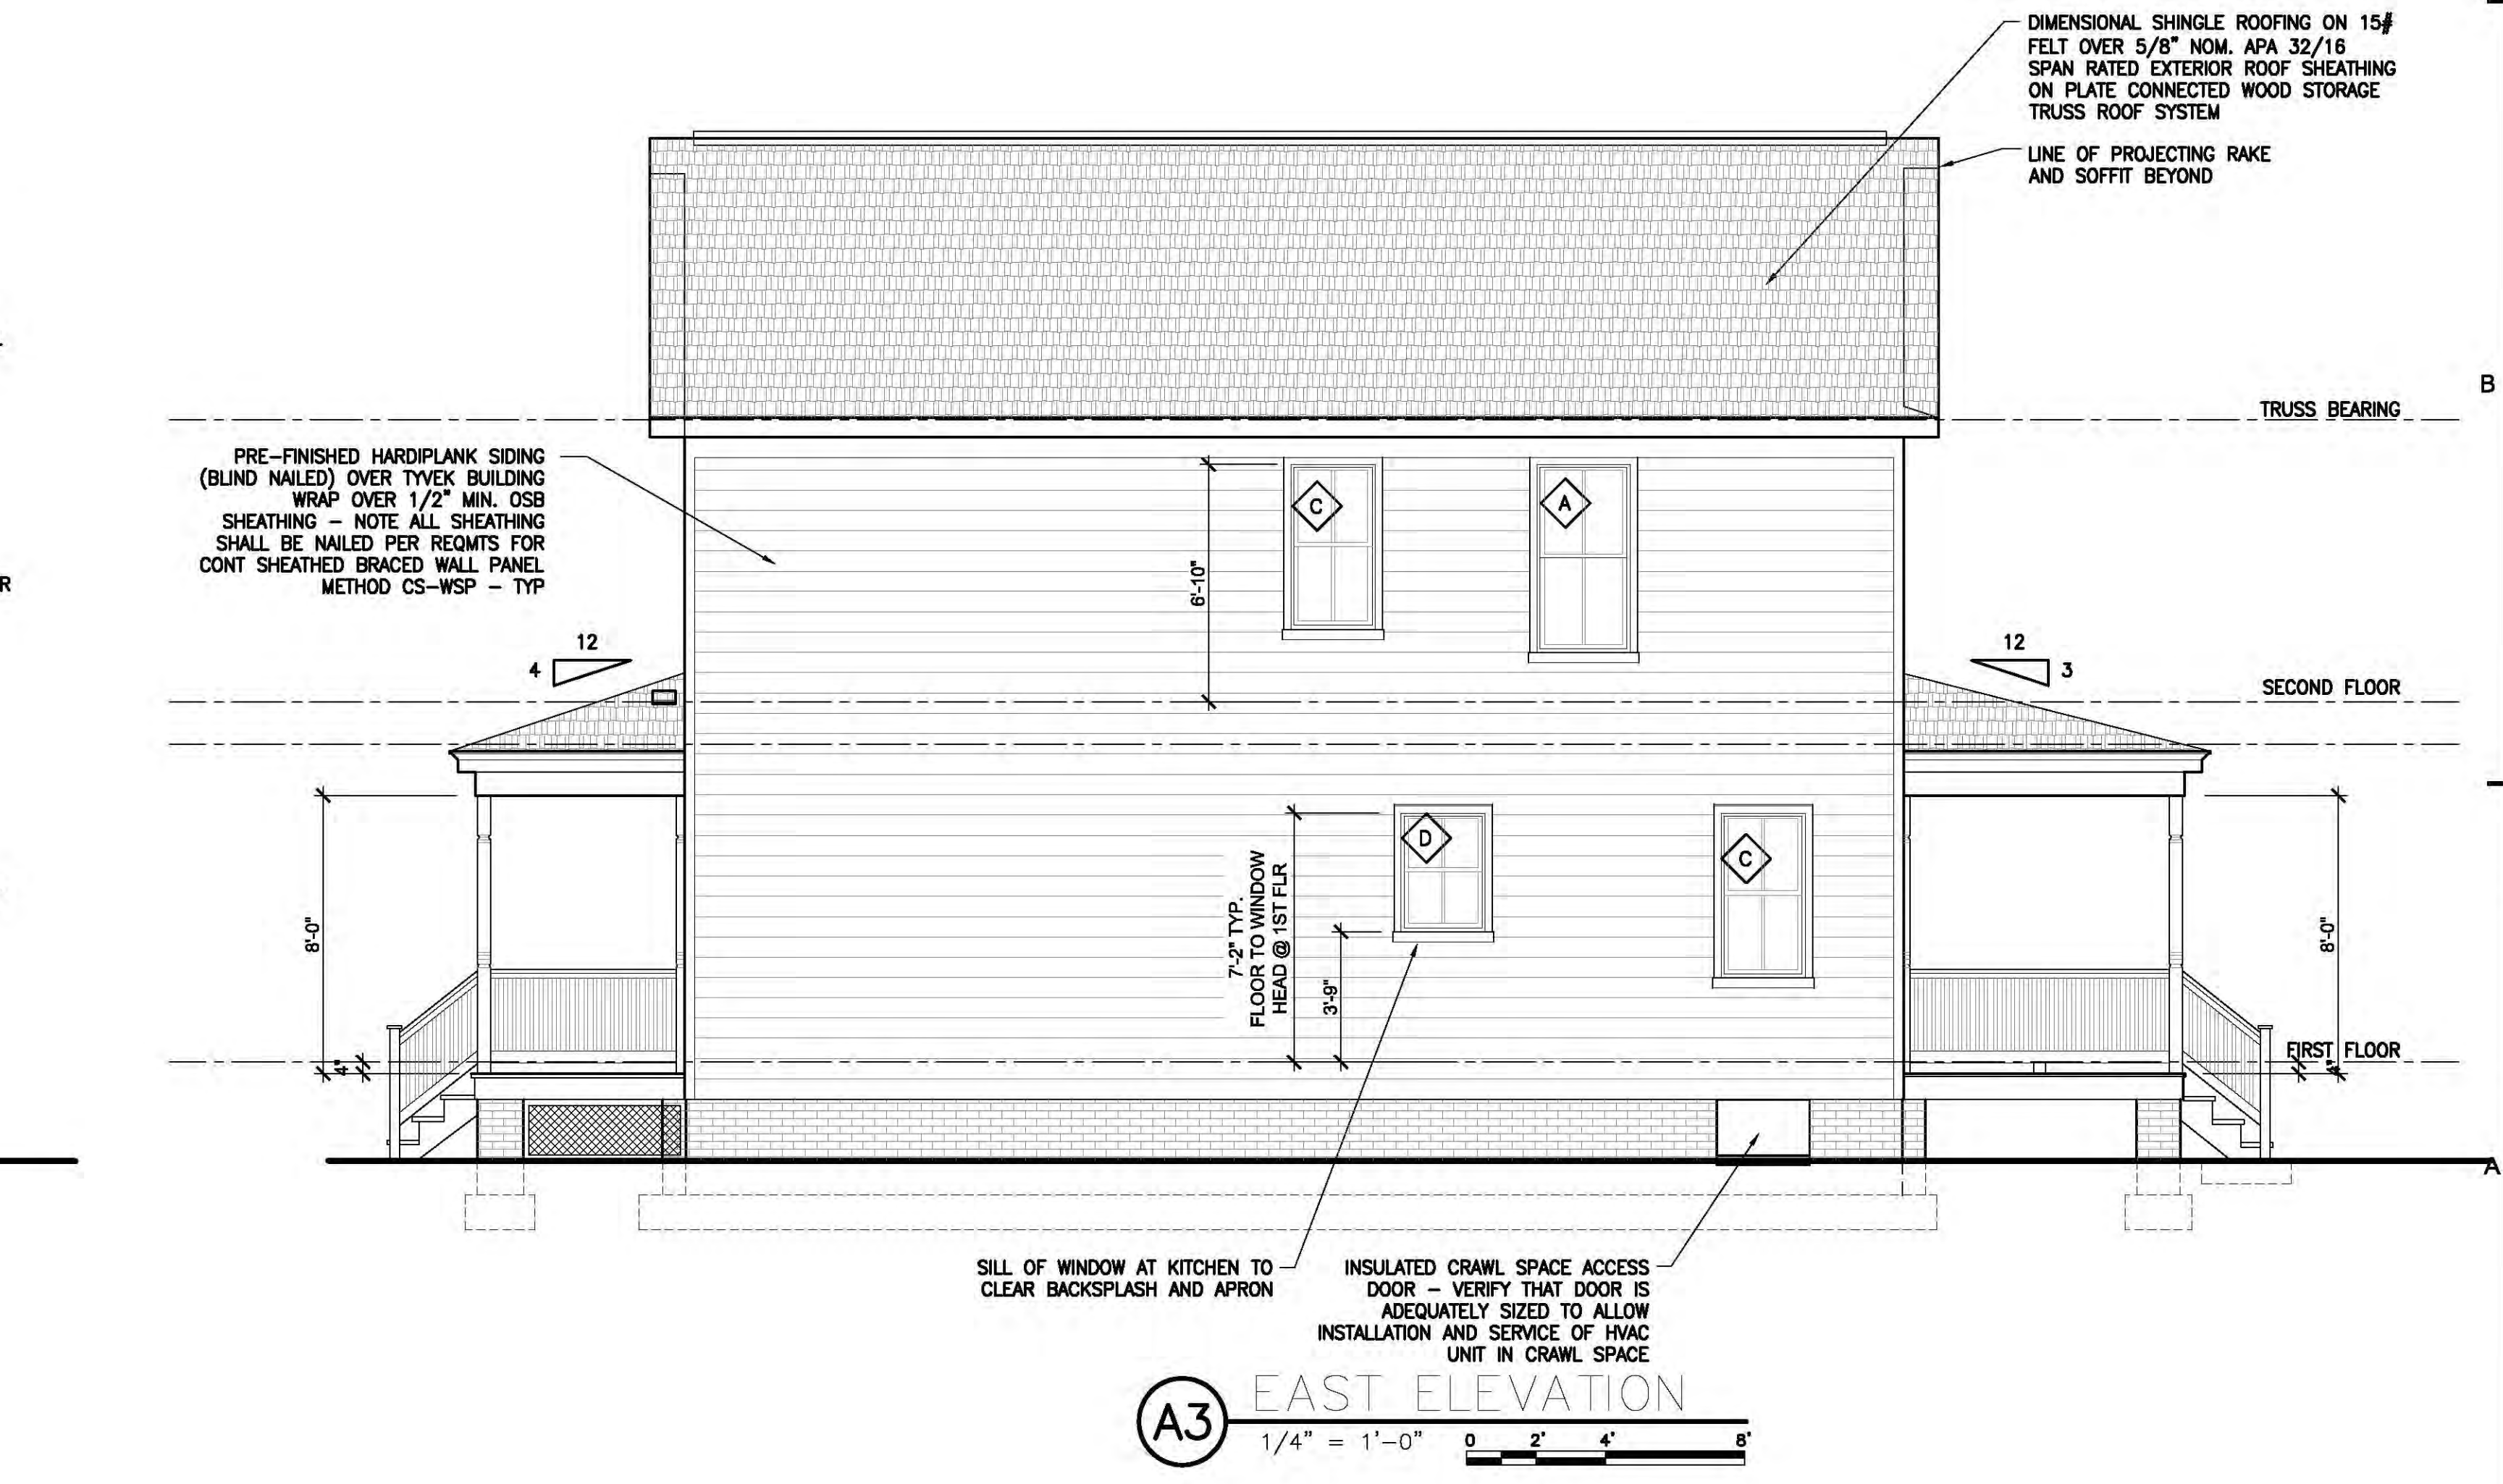 DIMENSIONAL SHINGLE ROOFING ON 15#
FELT OVER 5/8" NOM. APA 32/16
SPAN RATED EXTERIOR ROOF SHEATHING
ON PLATE CONNECTED WOOD STORAGE
TRUSS ROOF SYSTEM
LINE OF PROJECTING RAKE
AND SOFFIT BEYOND
B
TRUSS BEARING
PRE-FINISHED HARDIPLANK SIDING
(BLIND NAILED) OVER TYVEK BUILDING
WRAP OVER 1/2" MIN. OSB
SHEATHING - NOTE ALL SHEATHING
SHALL BE NAILED PER REQMTS FOR
CONT SHEATHED BRACED WALL PANEL
METHOD CS-WSP - TYP
R
C
A
6'-10"
12
4
12
3
SECOND FLOOR
D
C
7'-2" TYP.
FLOOR TO WINDOW
HEAD @ 1ST FLR
3'-9"
8'-0"
4"
8'-0"
4"
FIRST FLOOR
A
SILL OF WINDOW AT KITCHEN TO
CLEAR BACKSPLASH AND APRON
INSULATED CRAWL SPACE ACCESS
DOOR - VERIFY THAT DOOR IS
ADEQUATELY SIZED TO ALLOW
INSTALLATION AND SERVICE OF HVAC
UNIT IN CRAWL SPACE
A3
EAST ELEVATION
1/4" = 1'-0"
0 2' 4' 8'